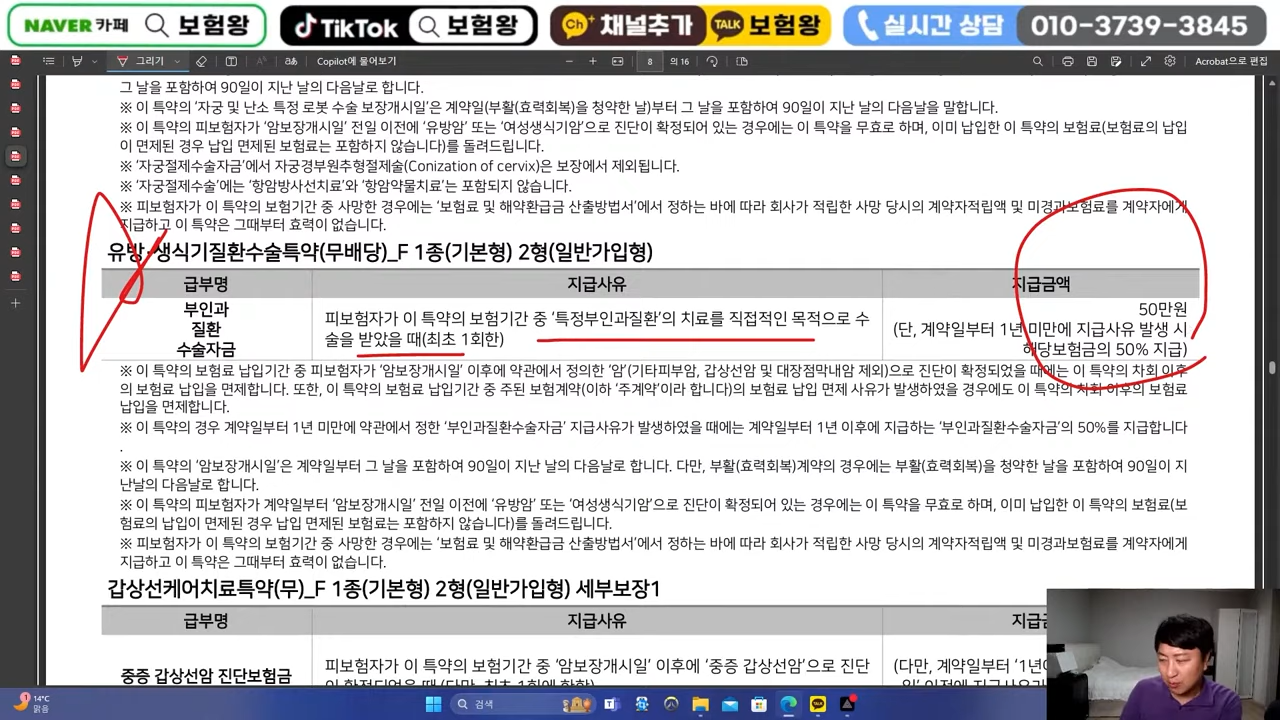 NAVER 카페 보험왕
TikTok 보험왕
Ch+ 채널추가 TALK 보험왕
실시간 상담 010-3739-3845
그리기
Copilot에 물어보기
8 의 16
Acrobat으로 편집
그 날을 포함하여 90일이 지난 날의 다음날로 합니다.
※ 이 특약의 '자궁 및 난소 특정 로봇 수술 보장개시일'은 계약일(부활(효력회복)을 청약한 날)부터 그 날을 포함하여 90일이 지난 날의 다음날을 말합니다.
※ 이 특약의 피보험자가 '암보장개시일' 전일 이전에 '유방암' 또는 '여성생식기암'으로 진단이 확정되어 있는 경우에는 이 특약을 무효로 하며, 이미 납입한 이 특약의 보험료(보험료의 납입
이 면제된 경우 납입 면제된 보험료는 포함하지 않습니다)를 돌려드립니다.
※ '자궁절제수술자금'에서 자궁경부원추형절제술(Conization of cervix)은 보장에서 제외됩니다.
※ '자궁절제수술'에는 '항암방사선치료'와 '항암약물치료'는 포함되지 않습니다.
※ 피보험자가 이 특약의 보험기간 중 사망한 경우에는 '보험료 및 해약환급금 산출방법서'에서 정하는 바에 따라 회사가 적립한 사망 당시의 계약자적립액 및 미경과보험료를 계약자에게
지급하고 이 특약은 그때부터 효력이 없습니다.
유방·생식기질환수술특약(무배당)_F 1종(기본형) 2형(일반가입형)
급부명 지급사유 지급금액
부인과
질환
수술자금
피보험자가 이 특약의 보험기간 중 '특정부인과질환'의 치료를 직접적인 목적으로 수
술을 받았을 때(최초 1회한)
50만원
(단, 계약일부터 1년 미만에 지급사유 발생 시
해당보험금의 50% 지급)
※ 이 특약의 보험료 납입기간 중 피보험자가 '암보장개시일' 이후에 약관에서 정의한 '암'(기타피부암, 갑상선암 및 대장점막내암 제외)으로 진단이 확정되었을 때에는 이 특약의 차회 이후
의 보험료 납입을 면제합니다. 또한, 이 특약의 보험료 납입기간 중 주된 보험계약(이하 '주계약'이라 합니다)의 보험료 납입 면제 사유가 발생하였을 경우에도 이 특약의 차회 이후의 보험료
납입을 면제합니다.
※ 이 특약의 경우 계약일부터 1년 미만에 약관에서 정한 '부인과질환수술자금' 지급사유가 발생하였을 때에는 계약일부터 1년 이후에 지급하는 '부인과질환수술자금'의 50%를 지급합니다
.
※ 이 특약의 '암보장개시일'은 계약일부터 그 날을 포함하여 90일이 지난 날의 다음날로 합니다. 다만, 부활(효력회복)계약의 경우에는 부활(효력회복)을 청약한 날을 포함하여 90일이 지
난날의 다음날로 합니다.
※ 이 특약의 피보험자가 계약일부터 '암보장개시일' 전일 이전에 '유방암' 또는 '여성생식기암'으로 진단이 확정되어 있는 경우에는 이 특약을 무효로 하며, 이미 납입한 이 특약의 보험료(보
험료의 납입이 면제된 경우 납입 면제된 보험료는 포함하지 않습니다)를 돌려드립니다.
※ 피보험자가 이 특약의 보험기간 중 사망한 경우에는 '보험료 및 해약환급금 산출방법서'에서 정하는 바에 따라 회사가 적립한 사망 당시의 계약자적립액 및 미경과보험료를 계약자에게
지급하고 이 특약은 그때부터 효력이 없습니다.
갑상선케어치료특약(무)_F 1종(기본형) 2형(일반가입형) 세부보장1
급부명 지급사유
중증 갑상선암 진단보험금
피보험자가 이 특약의 보험기간 중 '암보장개시일' 이후에 '중증 갑상선암'으로 진단
이 확정되었을 때 (다만, 최초 1회에 한함)
(다만, 계약일부터
14°C
맑음
검색